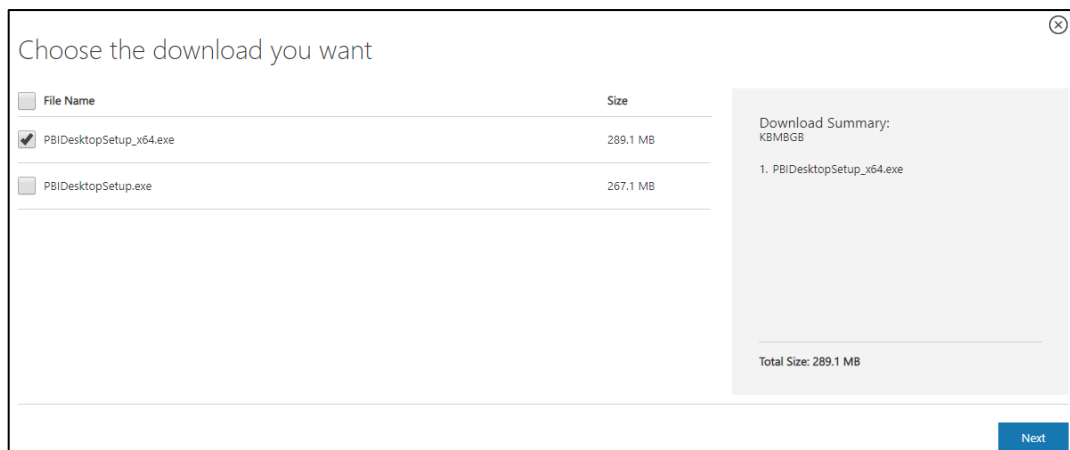 Choose the download you want
File Name Size
PBIDesktopSetup_x64.exe 289.1 MB
PBIDesktopSetup.exe 267.1 MB
Download Summary:
KBMBGB
1. PBIDesktopSetup_x64.exe
Total Size: 289.1 MB
Next